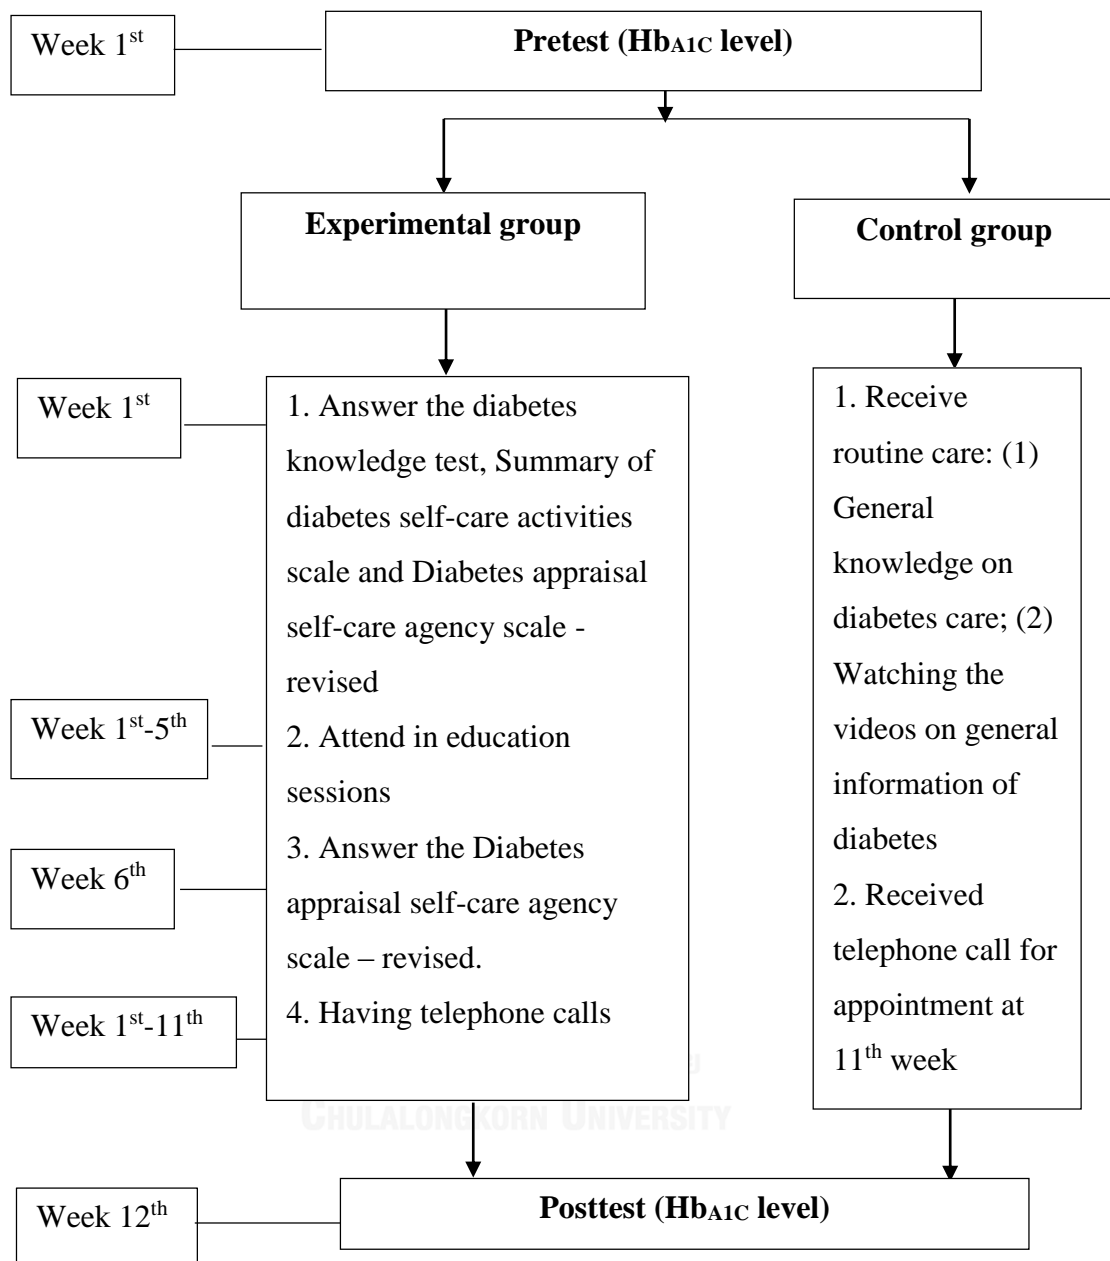 Week 1st
Pretest (HbA1C level)
Experimental group
Control group
Week 1st
1. Answer the diabetes
knowledge test, Summary of
diabetes self-care activities
scale and Diabetes appraisal
self-care agency scale -
revised
Week 1st-5th
2. Attend in education
sessions
Week 6th
3. Answer the Diabetes
appraisal self-care agency
scale – revised.
Week 1st-11th
4. Having telephone calls
1. Receive
routine care: (1)
General
knowledge on
diabetes care; (2)
Watching the
videos on general
information of
diabetes
2. Received
telephone call for
appointment at
11th week
CHULALONGKORN UNIVERSITY
Week 12th
Posttest (HbA1C level)